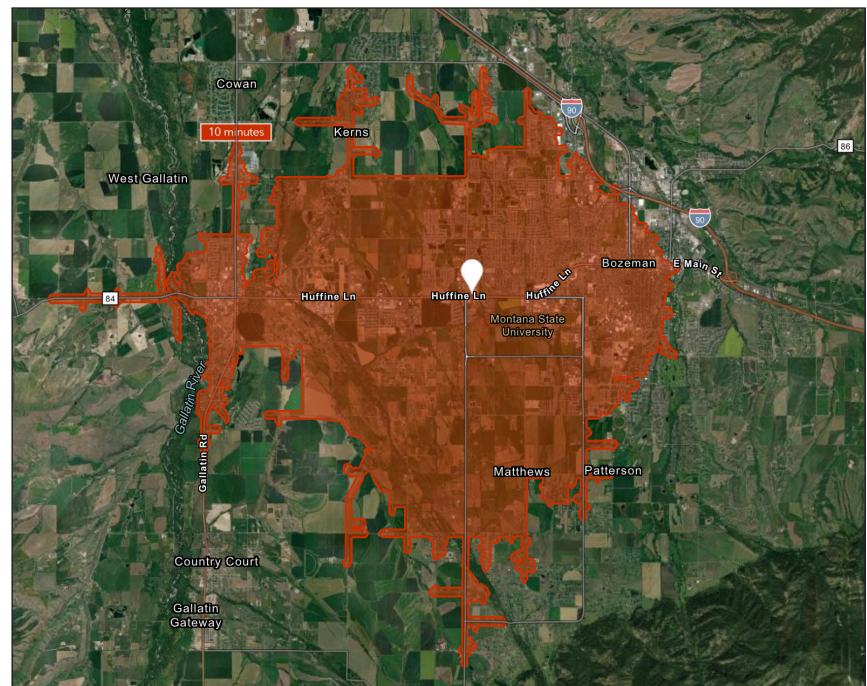 Cowan
90
10 minutes
Kerns
86
West Gallatin
90
Bozeman
E Main St
84
Huffine Ln
Huffine Ln
Huffine Ln
Montana State
University
Gallatin River
Gallatin Rd
Matthews
Patterson
Country Court
Gallatin
Gateway